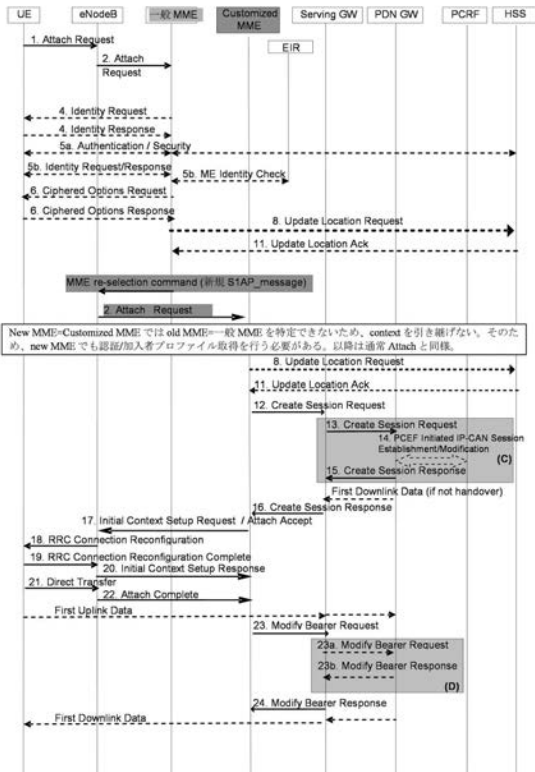 UE eNodeB 一般 MME Customized MME Serving GW PDN GW PCRF HSS
EIR
1. Attach Request
2. Attach
Request
4. Identity Request
4. Identity Response
5a. Authentication / Security
5b. Identity Request/Response
5b. ME Identity Check
6. Ciphered Options Request
6. Ciphered Options Response
8. Update Location Request
11. Update Location Ack
MME re-selection command (新規 S1AP_message)
2. Attach Request
New MME=Customized MME では old MME=一般 MME を特定できないため、context を引き継げない。そのた
め、new MME でも認証/加入者プロファイル取得を行う必要がある。以降は通常 Attach と同様。
8. Update Location Request
11. Update Location Ack
12. Create Session Request
13. Create Session Request
14. PCEF Initiated IP-CAN Session
Establishment/Modification
(C)
15. Create Session Response
First Downlink Data (if not handover)
16. Create Session Response
17. Initial Context Setup Request / Attach Accept
18. RRC Connection Reconfiguration
19. RRC Connection Reconfiguration Complete
20. Initial Context Setup Response
21. Direct Transfer
22. Attach Complete
First Uplink Data
23. Modify Bearer Request
23a. Modify Bearer Request
23b. Modify Bearer Response
(D)
24. Modify Bearer Response
First Downlink Data